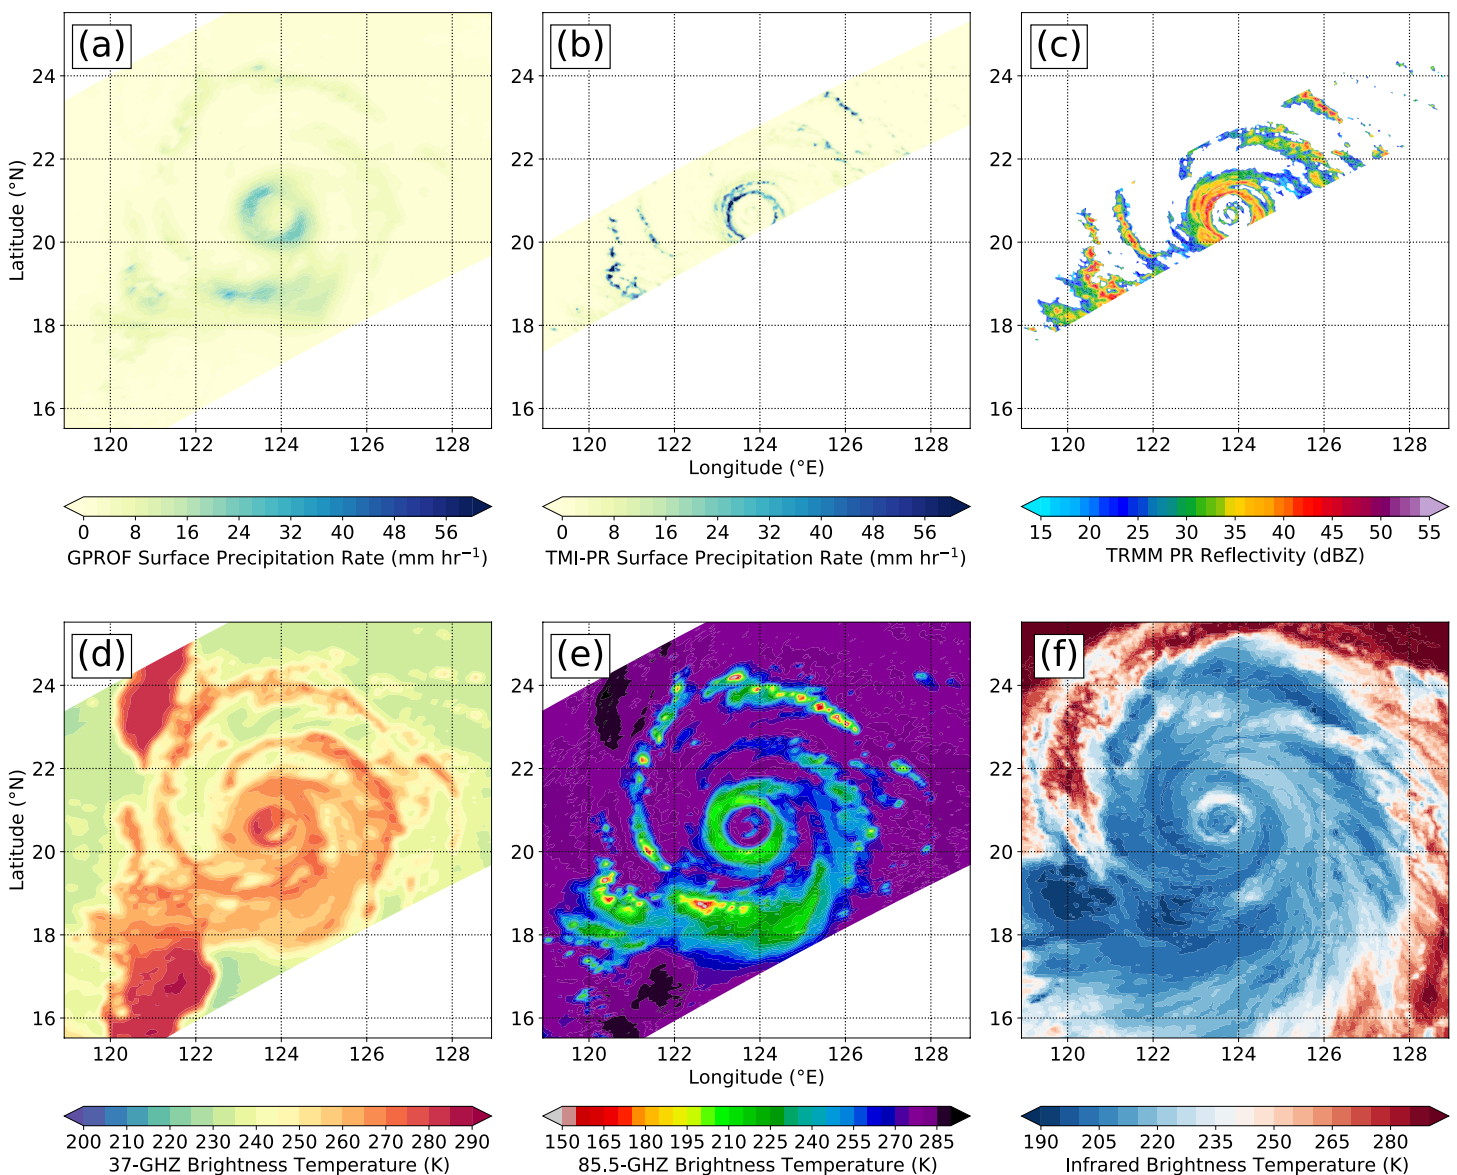 (a)
(b)
(c)
24
22
20
18
16
Latitude (°N)
120 122 124 126 128
24
22
20
18
16
120 122 124 126 128
Longitude (°E)
24
22
20
18
16
120 122 124 126 128
0 8 16 24 32 40 48 56
GPROF Surface Precipitation Rate (mm hr⁻¹)
0 8 16 24 32 40 48 56
TMI-PR Surface Precipitation Rate (mm hr⁻¹)
15 20 25 30 35 40 45 50 55
TRMM PR Reflectivity (dBZ)
(d)
(e)
(f)
24
22
20
18
16
Latitude (°N)
120 122 124 126 128
24
22
20
18
16
120 122 124 126 128
Longitude (°E)
24
22
20
18
16
120 122 124 126 128
200 210 220 230 240 250 260 270 280 290
37-GHZ Brightness Temperature (K)
150 165 180 195 210 225 240 255 270 285
85.5-GHZ Brightness Temperature (K)
190 205 220 235 250 265 280
Infrared Brightness Temperature (K)